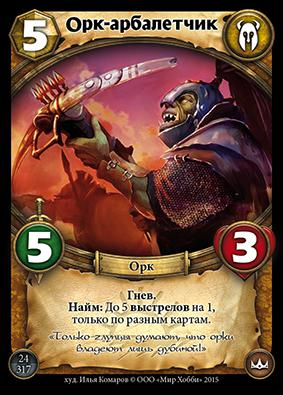 5
Орк-арбалетчик
5
Орк
3
Гнев.
Найм: До 5 выстрелов на 1,
только по разным картам.
«Только глупцы думают, что орки
владеют лишь дубиной!»
24
317
худ. Илья Комаров © ООО «Мир Хобби» 2015